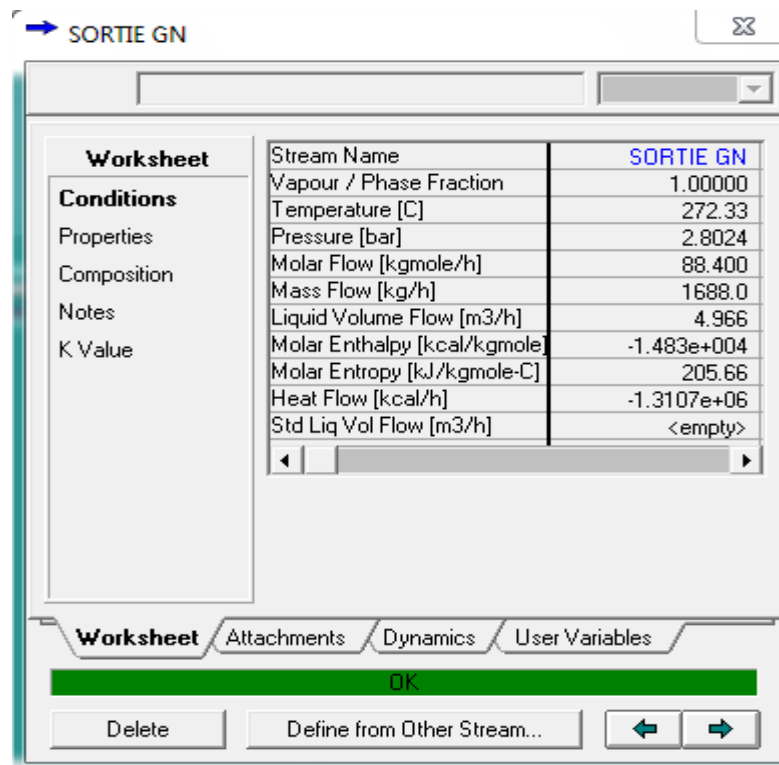 SORTIE GN
Worksheet
Conditions
Properties
Composition
Notes
K Value
Stream Name SORTIE GN
Vapour / Phase Fraction 1.00000
Temperature [C] 272.33
Pressure [bar] 2.8024
Molar Flow [kgmole/h] 88.400
Mass Flow [kg/h] 1688.0
Liquid Volume Flow [m3/h] 4.966
Molar Enthalpy [kcal/kgmole] -1.483e+004
Molar Entropy [kJ/kgmole-C] 205.66
Heat Flow [kcal/h] -1.3107e+06
Std Liq Vol Flow [m3/h] <empty>
Worksheet Attachments Dynamics User Variables
OK
Delete Define from Other Stream...